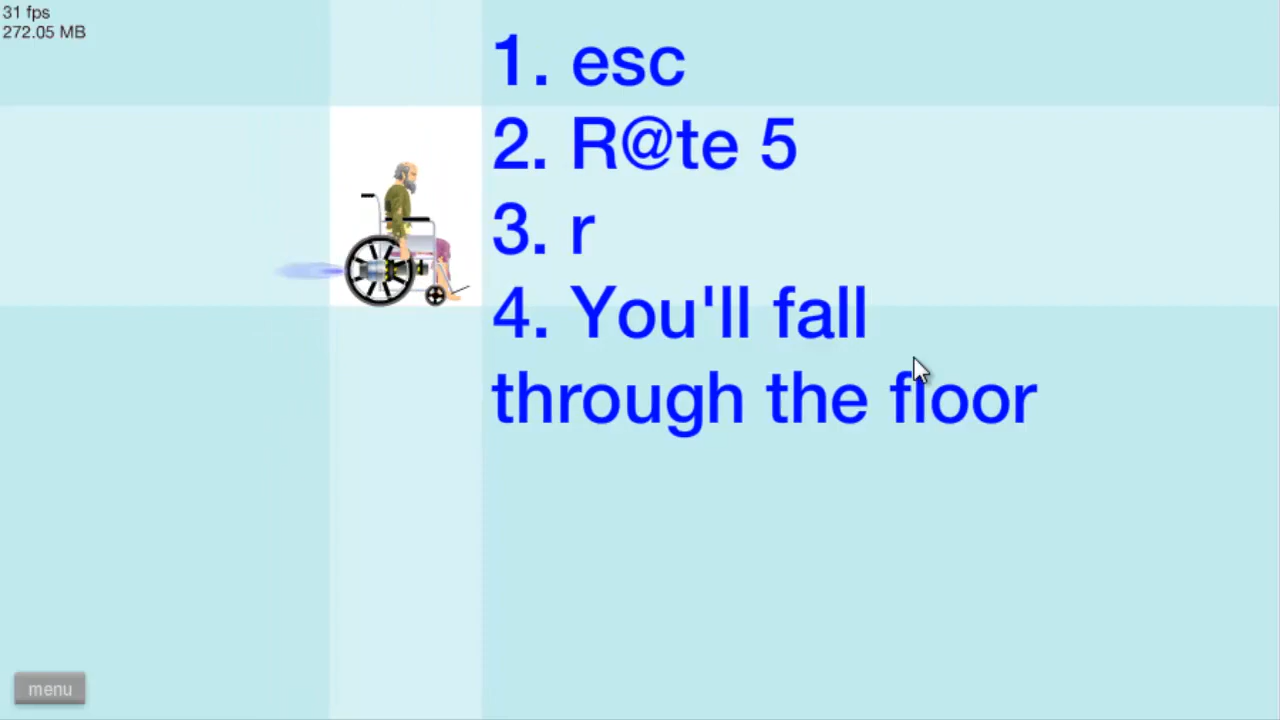 31 fps
272.05 MB
1. esc
2. R@te 5
3. r
4. You'll fall
through the floor
menu